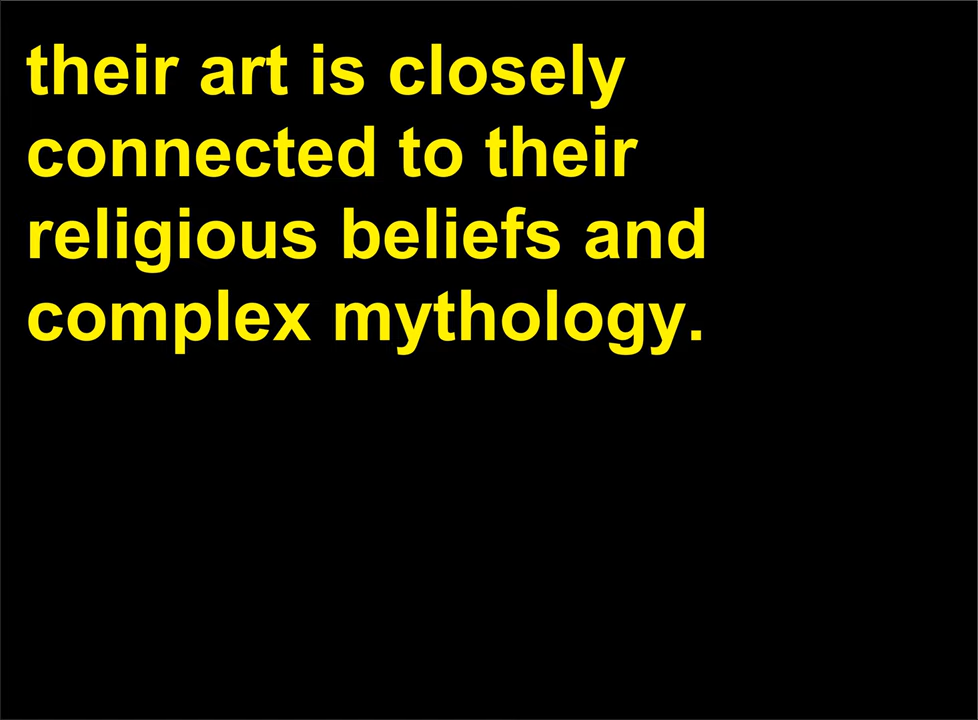 their art is closely
connected to their
religious beliefs and
complex mythology.